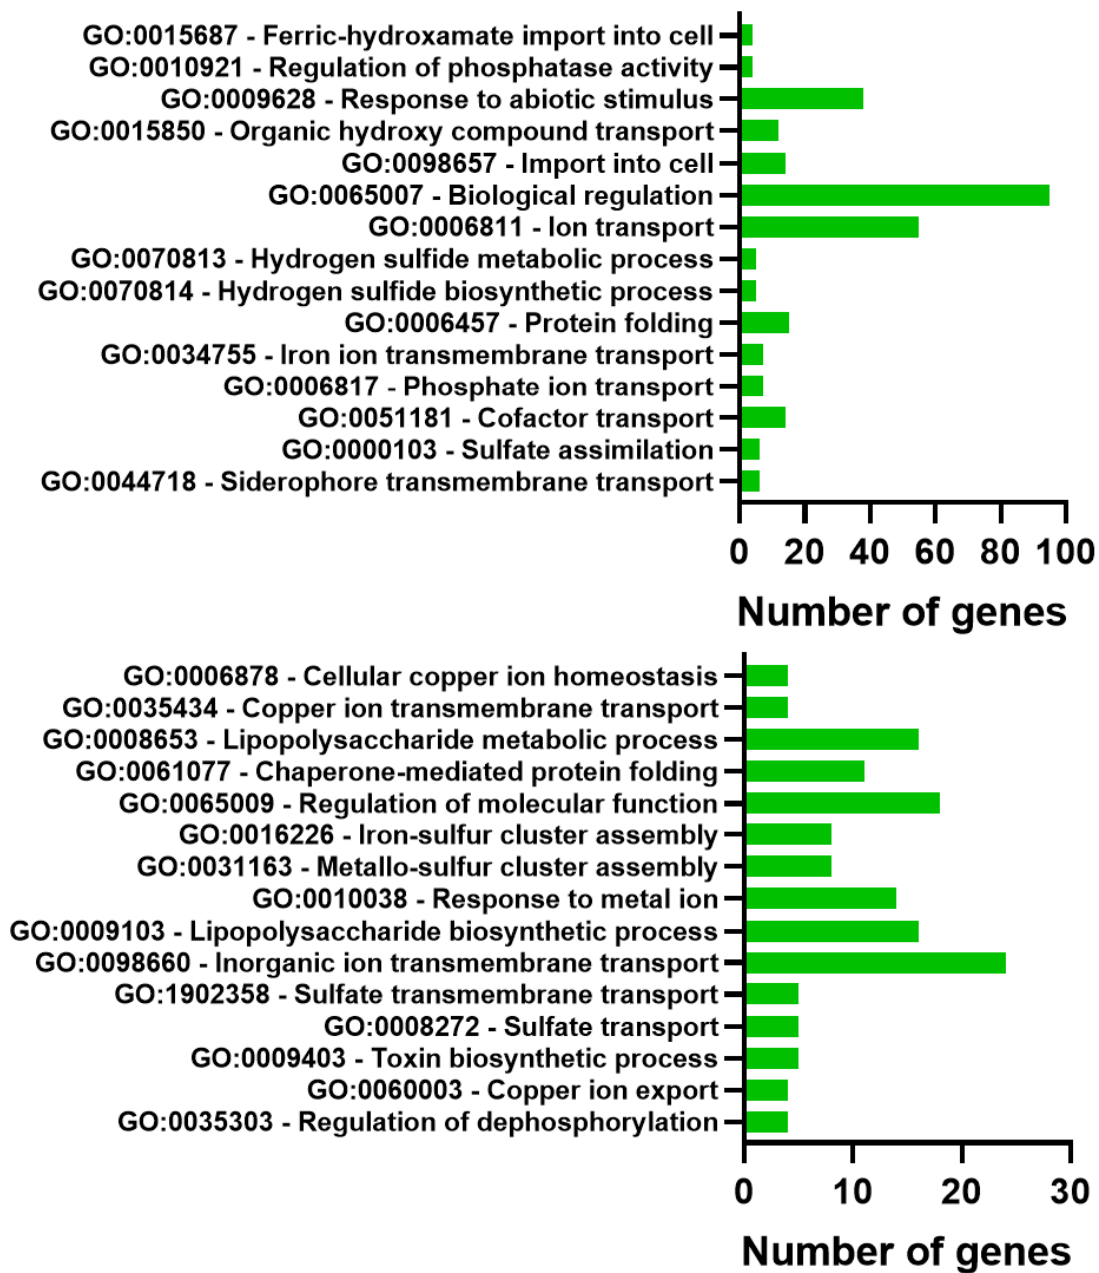 GO:0015687 - Ferric-hydroxamate import into cell
GO:0010921 - Regulation of phosphatase activity
GO:0009628 - Response to abiotic stimulus
GO:0015850 - Organic hydroxy compound transport
GO:0098657 - Import into cell
GO:0065007 - Biological regulation
GO:0006811 - Ion transport
GO:0070813 - Hydrogen sulfide metabolic process
GO:0070814 - Hydrogen sulfide biosynthetic process
GO:0006457 - Protein folding
GO:0034755 - Iron ion transmembrane transport
GO:0006817 - Phosphate ion transport
GO:0051181 - Cofactor transport
GO:0000103 - Sulfate assimilation
GO:0044718 - Siderophore transmembrane transport
0 20 40 60 80 100
Number of genes
GO:0006878 - Cellular copper ion homeostasis
GO:0035434 - Copper ion transmembrane transport
GO:0008653 - Lipopolysaccharide metabolic process
GO:0061077 - Chaperone-mediated protein folding
GO:0065009 - Regulation of molecular function
GO:0016226 - Iron-sulfur cluster assembly
GO:0031163 - Metallo-sulfur cluster assembly
GO:0010038 - Response to metal ion
GO:0009103 - Lipopolysaccharide biosynthetic process
GO:0098660 - Inorganic ion transmembrane transport
GO:1902358 - Sulfate transmembrane transport
GO:0008272 - Sulfate transport
GO:0009403 - Toxin biosynthetic process
GO:0060003 - Copper ion export
GO:0035303 - Regulation of dephosphorylation
0 10 20 30
Number of genes